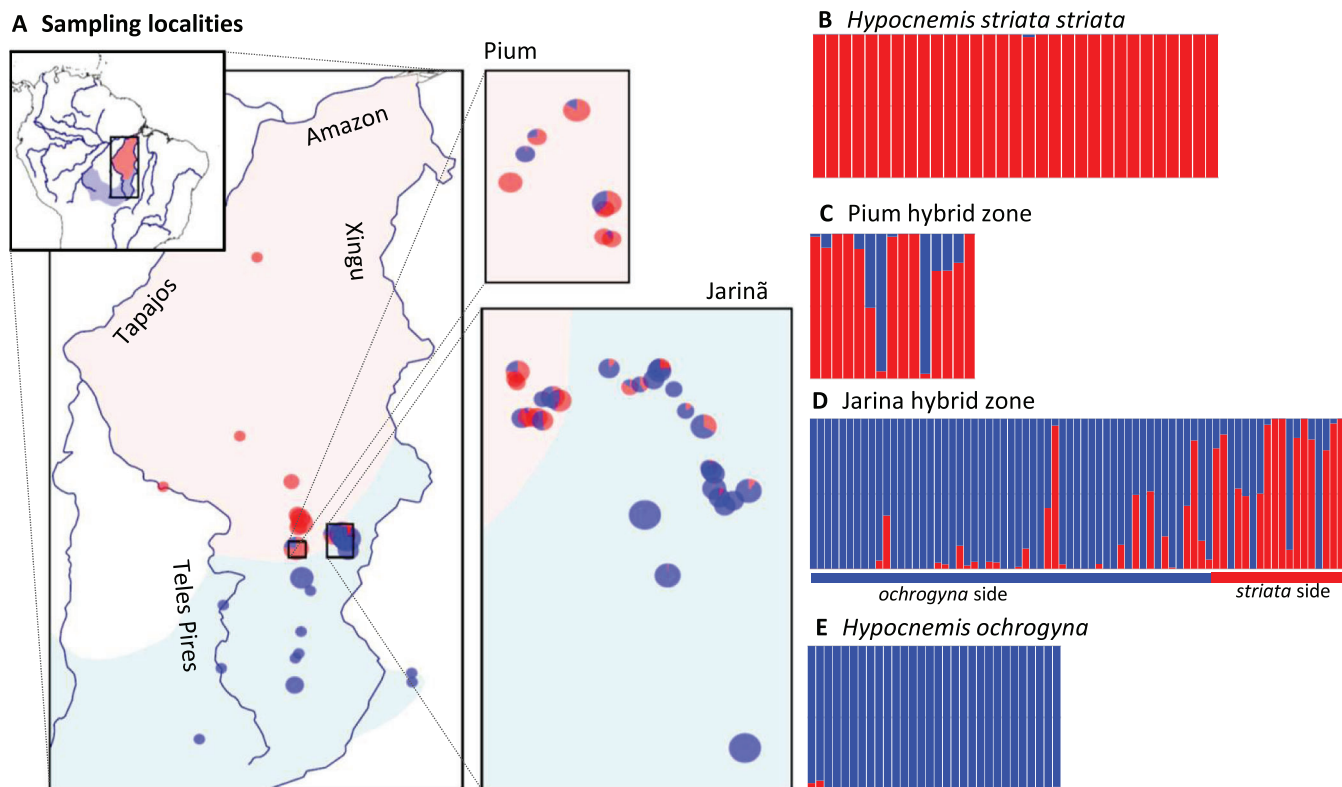 A Sampling localities
Pium
Amazon
Xingu
Tapajos
Teles Pires
Jarinã
B Hypocnemis striata striata
C Pium hybrid zone
D Jarina hybrid zone
ochrogyna side
striata side
E Hypocnemis ochrogyna